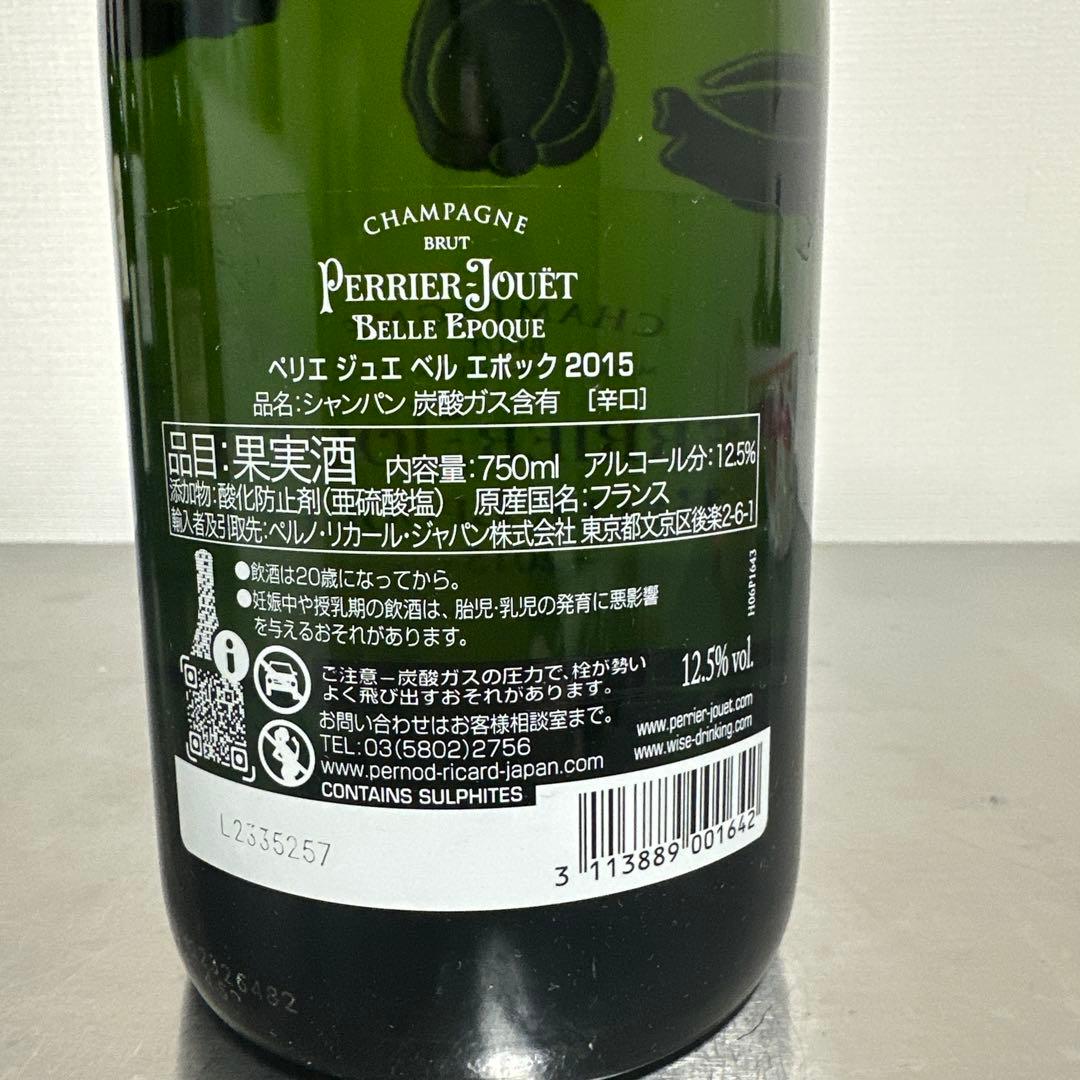 CHAMPAGNE
BRUT
PERRIER-JOUËT
BELLE EPOQUE
ペリエ ジュエ ベル エポック 2015
品名:シャンパン 炭酸ガス含有 [辛口]
品目:果実酒 内容量:750ml アルコール分:12.5%
添加物:酸化防止剤(亜硫酸塩) 原産国名:フランス
輸入者及引取先:ペルノ・リカール・ジャパン株式会社 東京都文京区後楽2-6-1
●飲酒は20歳になってから。
●妊娠中や授乳期の飲酒は、胎児・乳児の発育に悪影響
を与えるおそれがあります。
H06P1643
ご注意ー炭酸ガスの圧力で、栓が勢い
よく飛び出すおそれがあります。
12.5% vol.
お問い合わせはお客様相談室まで。
TEL:03(5802)2756
www.pernod-ricard-japan.com
www.perrier-jouet.com
www.wise-drinking.com
CONTAINS SULPHITES
L2335257
3 113889 001642